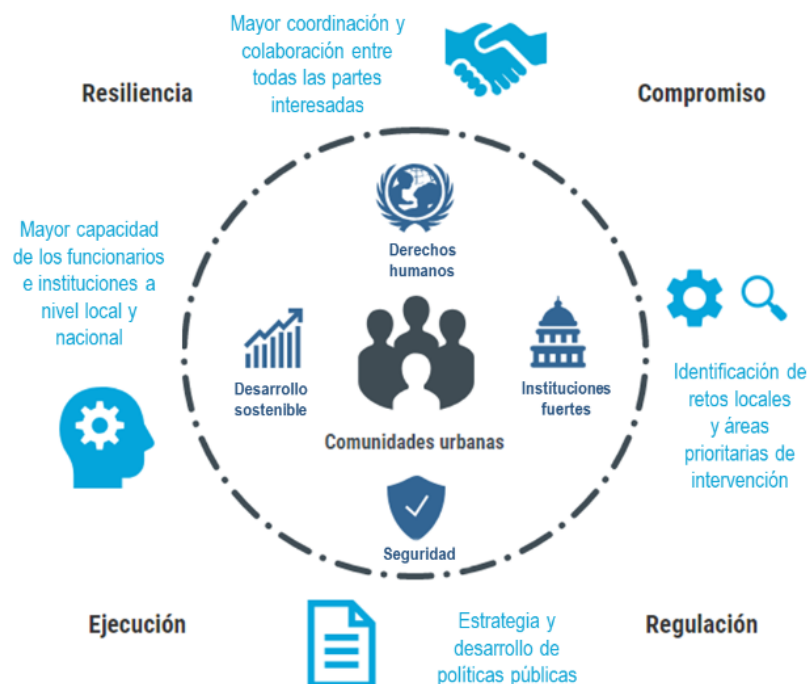 Mayor coordinación y
colaboración entre
todas las partes
interesadas
Resiliencia
Compromiso
Derechos
humanos
Mayor capacidad
de los funcionarios
e instituciones a
nivel local y
nacional
Desarrollo
sostenible
Instituciones
fuertes
Comunidades urbanas
Identificación de
retos locales
y áreas
prioritarias de
intervención
Seguridad
Ejecución
Estrategia y
desarrollo de
políticas públicas
Regulación